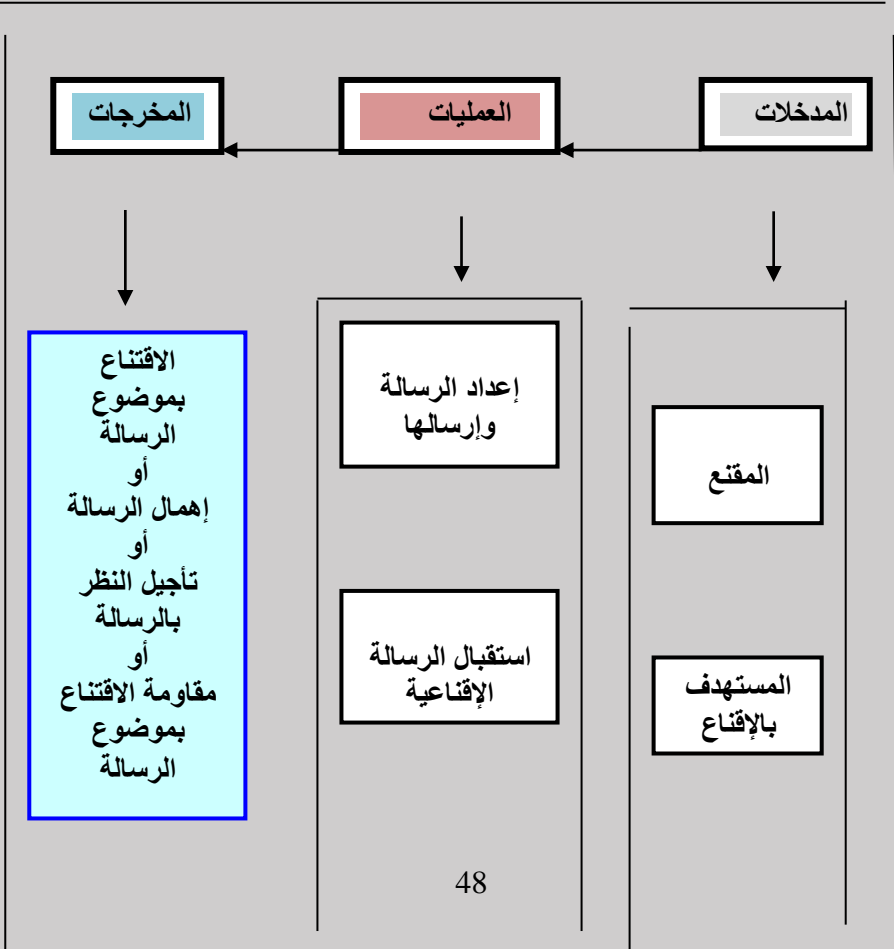 المدخلات
العمليات
المخرجات
المقنع
المستهدف
بالإقناع
إعداد الرسالة
وإرسالها
استقبال الرسالة
الإقناعية
الاقتناع
بموضوع
الرسالة
أو
إهمال الرسالة
أو
تأجيل النظر
بالرسالة
أو
مقاومة الاقتناع
بموضوع
الرسالة
48